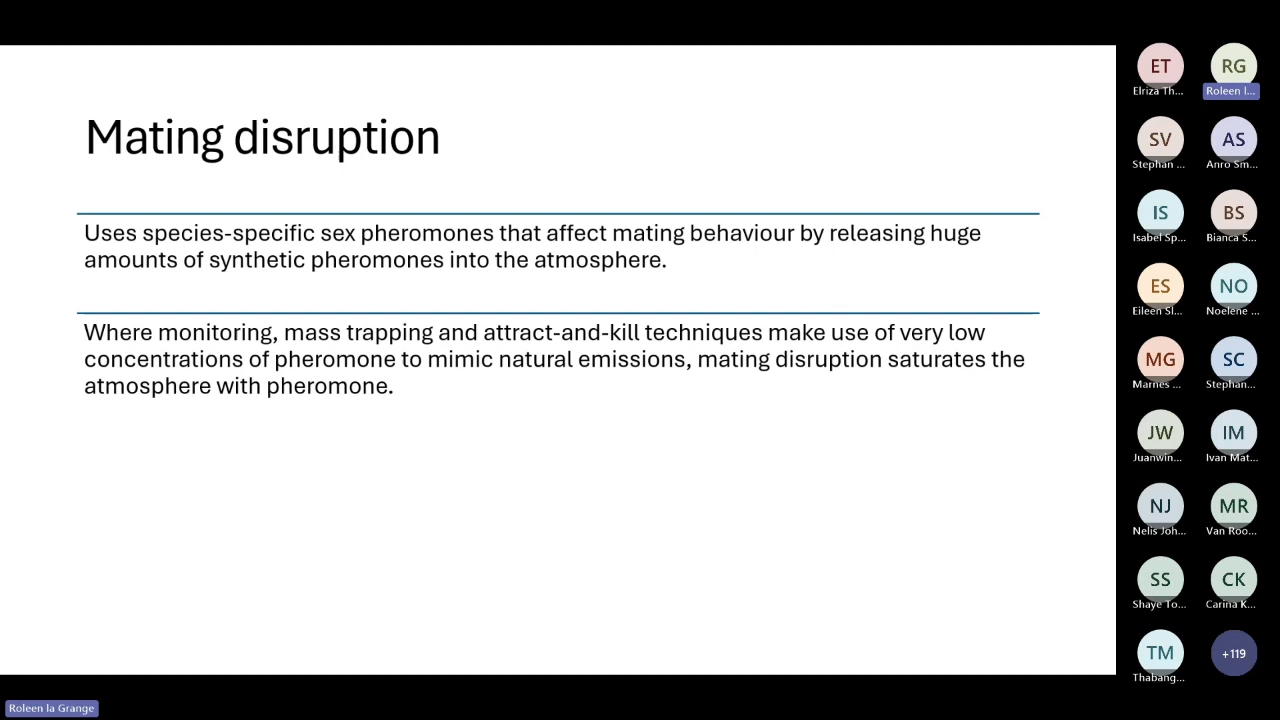 Mating disruption
Uses species-specific sex pheromones that affect mating behaviour by releasing huge
amounts of synthetic pheromones into the atmosphere.
Where monitoring, mass trapping and attract-and-kill techniques make use of very low
concentrations of pheromone to mimic natural emissions, mating disruption saturates the
atmosphere with pheromone.
ET
Elriza Th...
RG
Roleen l...
SV
Stephan ...
AS
Anro Sm...
IS
Isabel Sp...
BS
Bianca S...
ES
Eileen Sl...
NO
Noelene ...
MG
Marnes ...
SC
Stephan...
JW
Juanwin...
IM
Ivan Mat...
NJ
Nelis Joh...
MR
Van Roo...
SS
Shaye To...
CK
Carina K...
TM
Thabang...
+119
Roleen la Grange